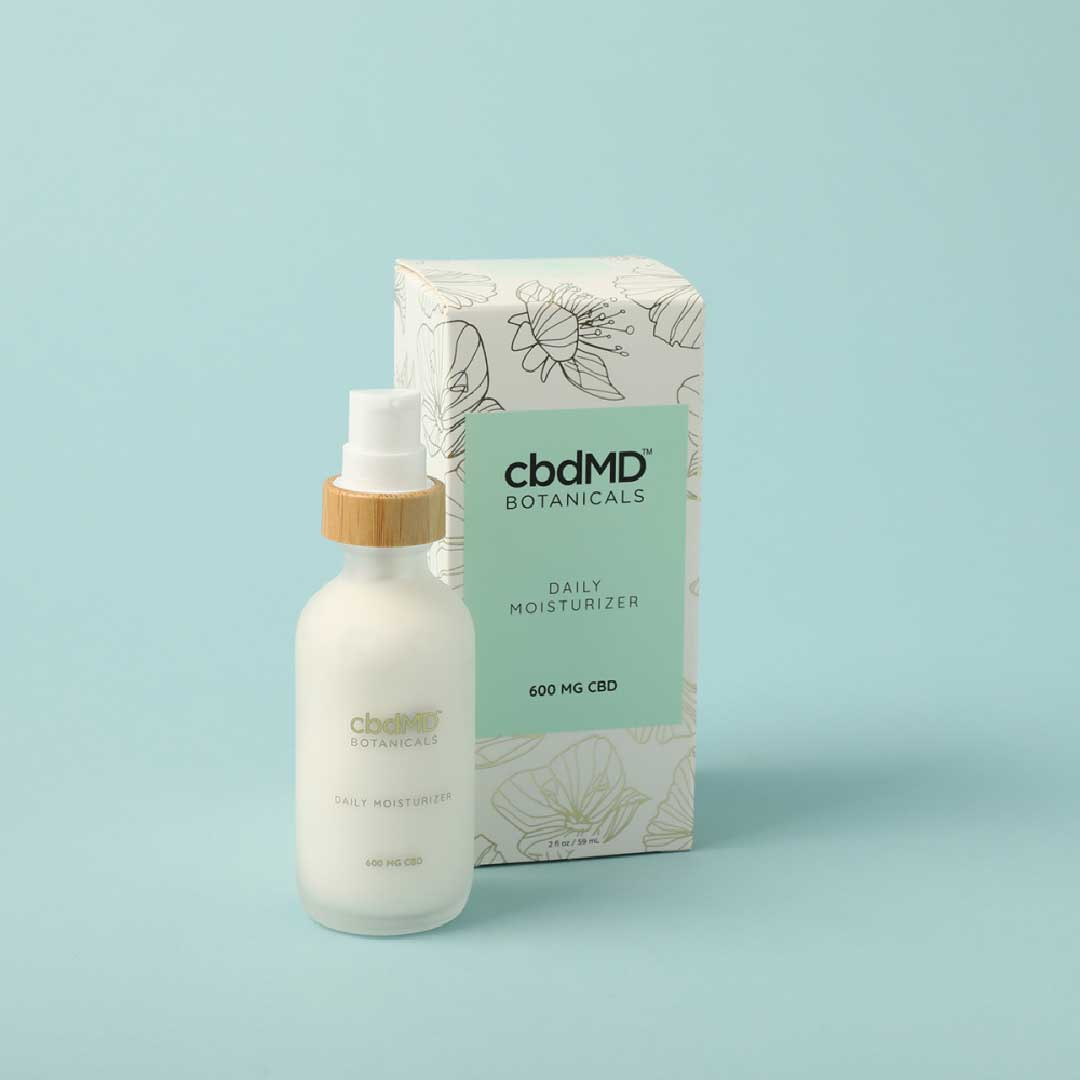 cbdMD™
BOTANICALS
DAILY
MOISTURIZER
600 MG CBD
2 fl oz / 59 mL
cbdMD™
BOTANICALS
DAILY MOISTURIZER
600 MG CBD